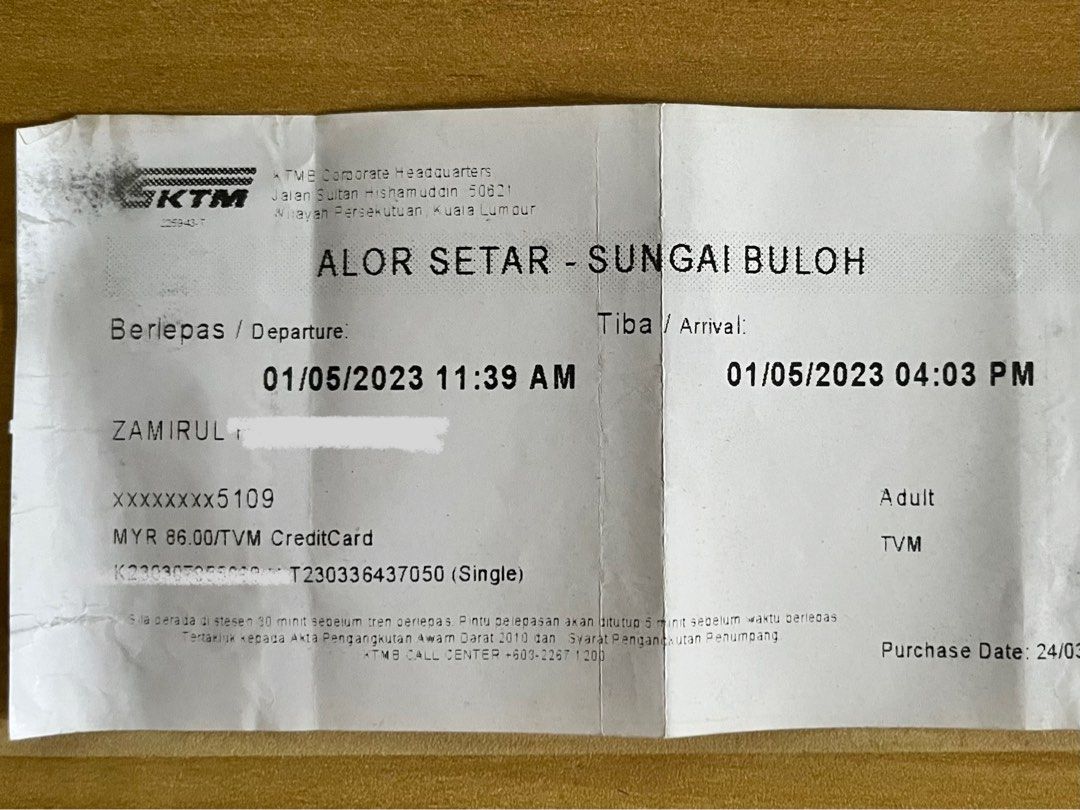 KTM
KTMB Corporate Headquarters
Jalan Sultan Hishamuddin 50621
Wilayah Persekutuan, Kuala Lumpur
225943-T
ALOR SETAR - SUNGAI BULOH
Berlepas / Departure:
Tiba / Arrival:
01/05/2023 11:39 AM
01/05/2023 04:03 PM
ZAMIRUL
xxxxxxxx5109
Adult
MYR 86.00/TVM CreditCard
TVM
T230336437050 (Single)
Sila berada di stesen 30 minit sebelum tren berlepas. Pintu pelepasan akan ditutup 5 minit sebelum waktu berlepas
Tertakluk kepada Akta Pengangkutan Awam Darat 2010 dan Syarat Pengangkutan Penumpang
KTMB CALL CENTER +603-2267 1200
Purchase Date: 24/03